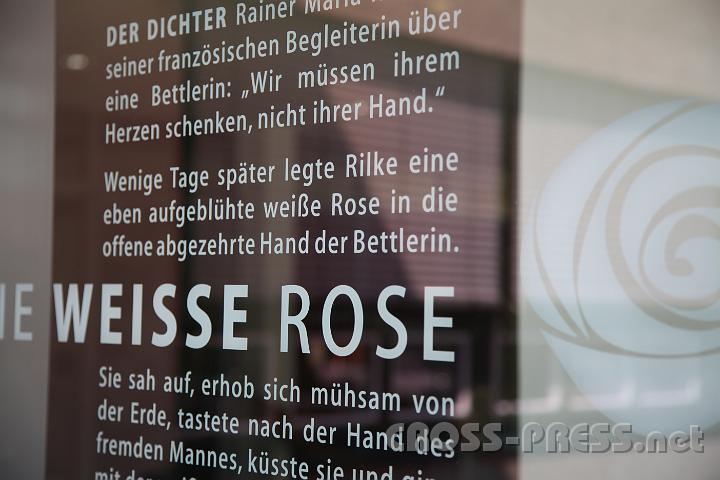 DER DICHTER Rainer Maria
seiner französischen Begleiterin über
eine Bettlerin: „Wir müssen ihrem
Herzen schenken, nicht ihrer Hand.“
Wenige Tage später legte Rilke eine
eben aufgeblühte weiße Rose in die
offene abgezehrte Hand der Bettlerin.
IE WEISSE ROSE
Sie sah auf, erhob sich mühsam von
der Erde, tastete nach der Hand des
fremden Mannes, küsste sie und
mit der
CROSS-PRESS.net